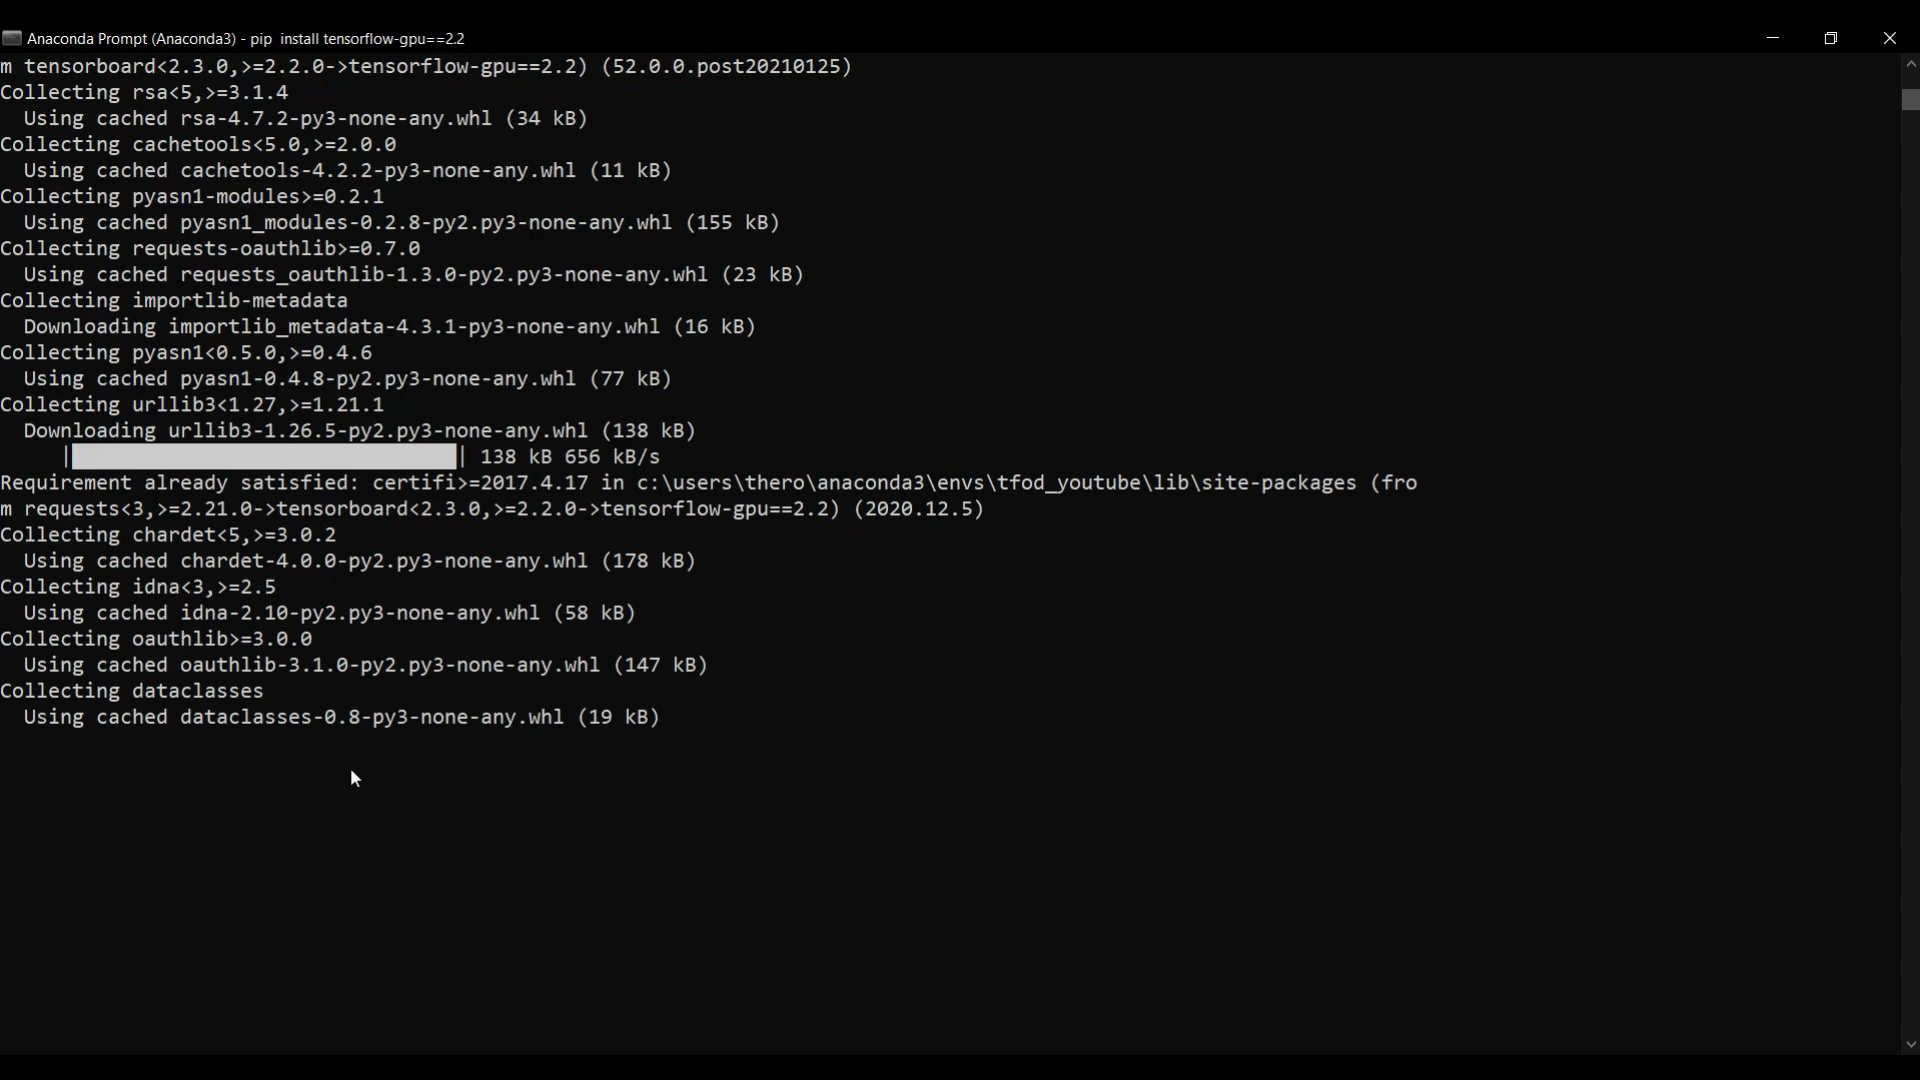 Anaconda Prompt (Anaconda3) - pip  install tensorflow-gpu==2.2
m tensorboard<2.3.0,>=2.2.0->tensorflow-gpu==2.2) (52.0.0.post20210125)
Collecting rsa<5,>=3.1.4
  Using cached rsa-4.7.2-py3-none-any.whl (34 kB)
Collecting cachetools<5.0,>=2.0.0
  Using cached cachetools-4.2.2-py3-none-any.whl (11 kB)
Collecting pyasn1-modules>=0.2.1
  Using cached pyasn1_modules-0.2.8-py2.py3-none-any.whl (155 kB)
Collecting requests-oauthlib>=0.7.0
  Using cached requests_oauthlib-1.3.0-py2.py3-none-any.whl (23 kB)
Collecting importlib-metadata
  Downloading importlib_metadata-4.3.1-py3-none-any.whl (16 kB)
Collecting pyasn1<0.5.0,>=0.4.6
  Using cached pyasn1-0.4.8-py2.py3-none-any.whl (77 kB)
Collecting urllib3<1.27,>=1.21.1
  Downloading urllib3-1.26.5-py2.py3-none-any.whl (138 kB)
     |████████████████████████████████| 138 kB 656 kB/s
Requirement already satisfied: certifi>=2017.4.17 in c:\users\thero\anaconda3\envs\tfod_youtube\lib\site-packages (fro
m requests<3,>=2.21.0->tensorboard<2.3.0,>=2.2.0->tensorflow-gpu==2.2) (2020.12.5)
Collecting chardet<5,>=3.0.2
  Using cached chardet-4.0.0-py2.py3-none-any.whl (178 kB)
Collecting idna<3,>=2.5
  Using cached idna-2.10-py2.py3-none-any.whl (58 kB)
Collecting oauthlib>=3.0.0
  Using cached oauthlib-3.1.0-py2.py3-none-any.whl (147 kB)
Collecting dataclasses
  Using cached dataclasses-0.8-py3-none-any.whl (19 kB)